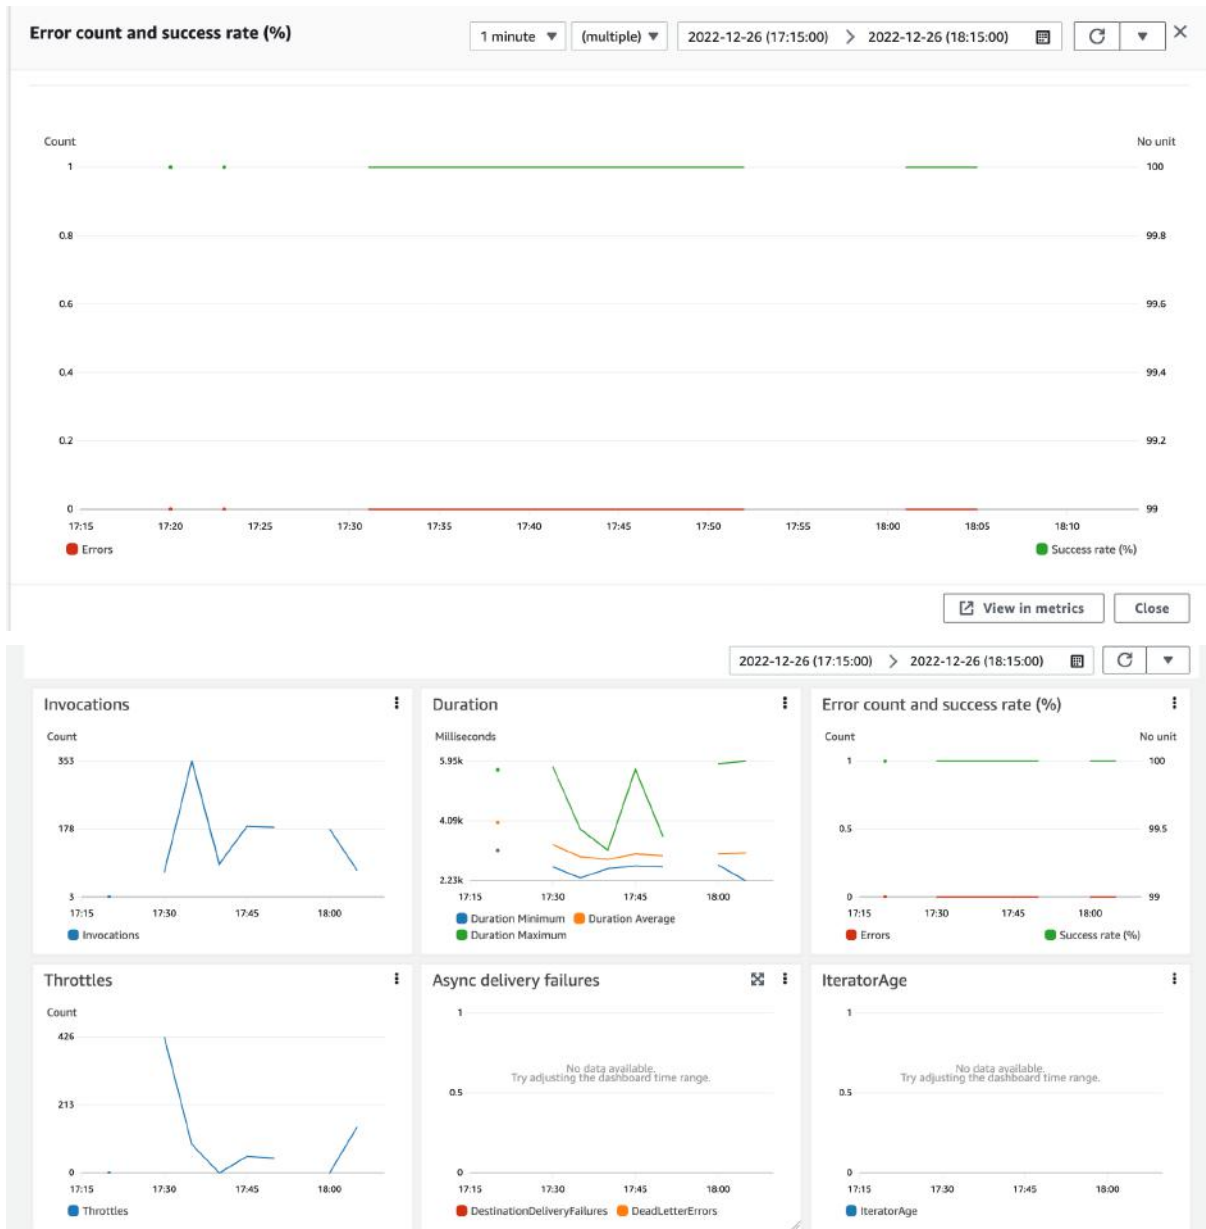 Error count and success rate (%)
1 minute (multiple) 2022-12-26 (17:15:00) 2022-12-26 (18:15:00)
Count No unit
1 100
0.8 99.8
0.6 99.6
0.4 99.4
0.2 99.2
0 99
17:15 17:20 17:25 17:30 17:35 17:40 17:45 17:50 17:55 18:00 18:05 18:10
Errors Success rate (%)
View in metrics Close
2022-12-26 (17:15:00) 2022-12-26 (18:15:00)
Invocations
Count
353
178
3
17:15 17:30 17:45 18:00
Invocations
Duration
Milliseconds
5.95k
4.09k
2.23k
17:15 17:30 17:45 18:00
Duration Minimum Duration Average
Duration Maximum
Error count and success rate (%)
Count No unit
1 100
0.5 99.5
0 99
17:15 17:30 17:45 18:00
Errors Success rate (%)
Throttles
Count
426
213
0
17:15 17:30 17:45 18:00
Throttles
Async delivery failures
1
No data available.
Try adjusting the dashboard time range.
0.5
0
17:15 17:30 17:45 18:00
DestinationDeliveryFailures DeadLetterErrors
IteratorAge
1
No data available.
Try adjusting the dashboard time range.
0.5
0
17:15 17:30 17:45 18:00
IteratorAge